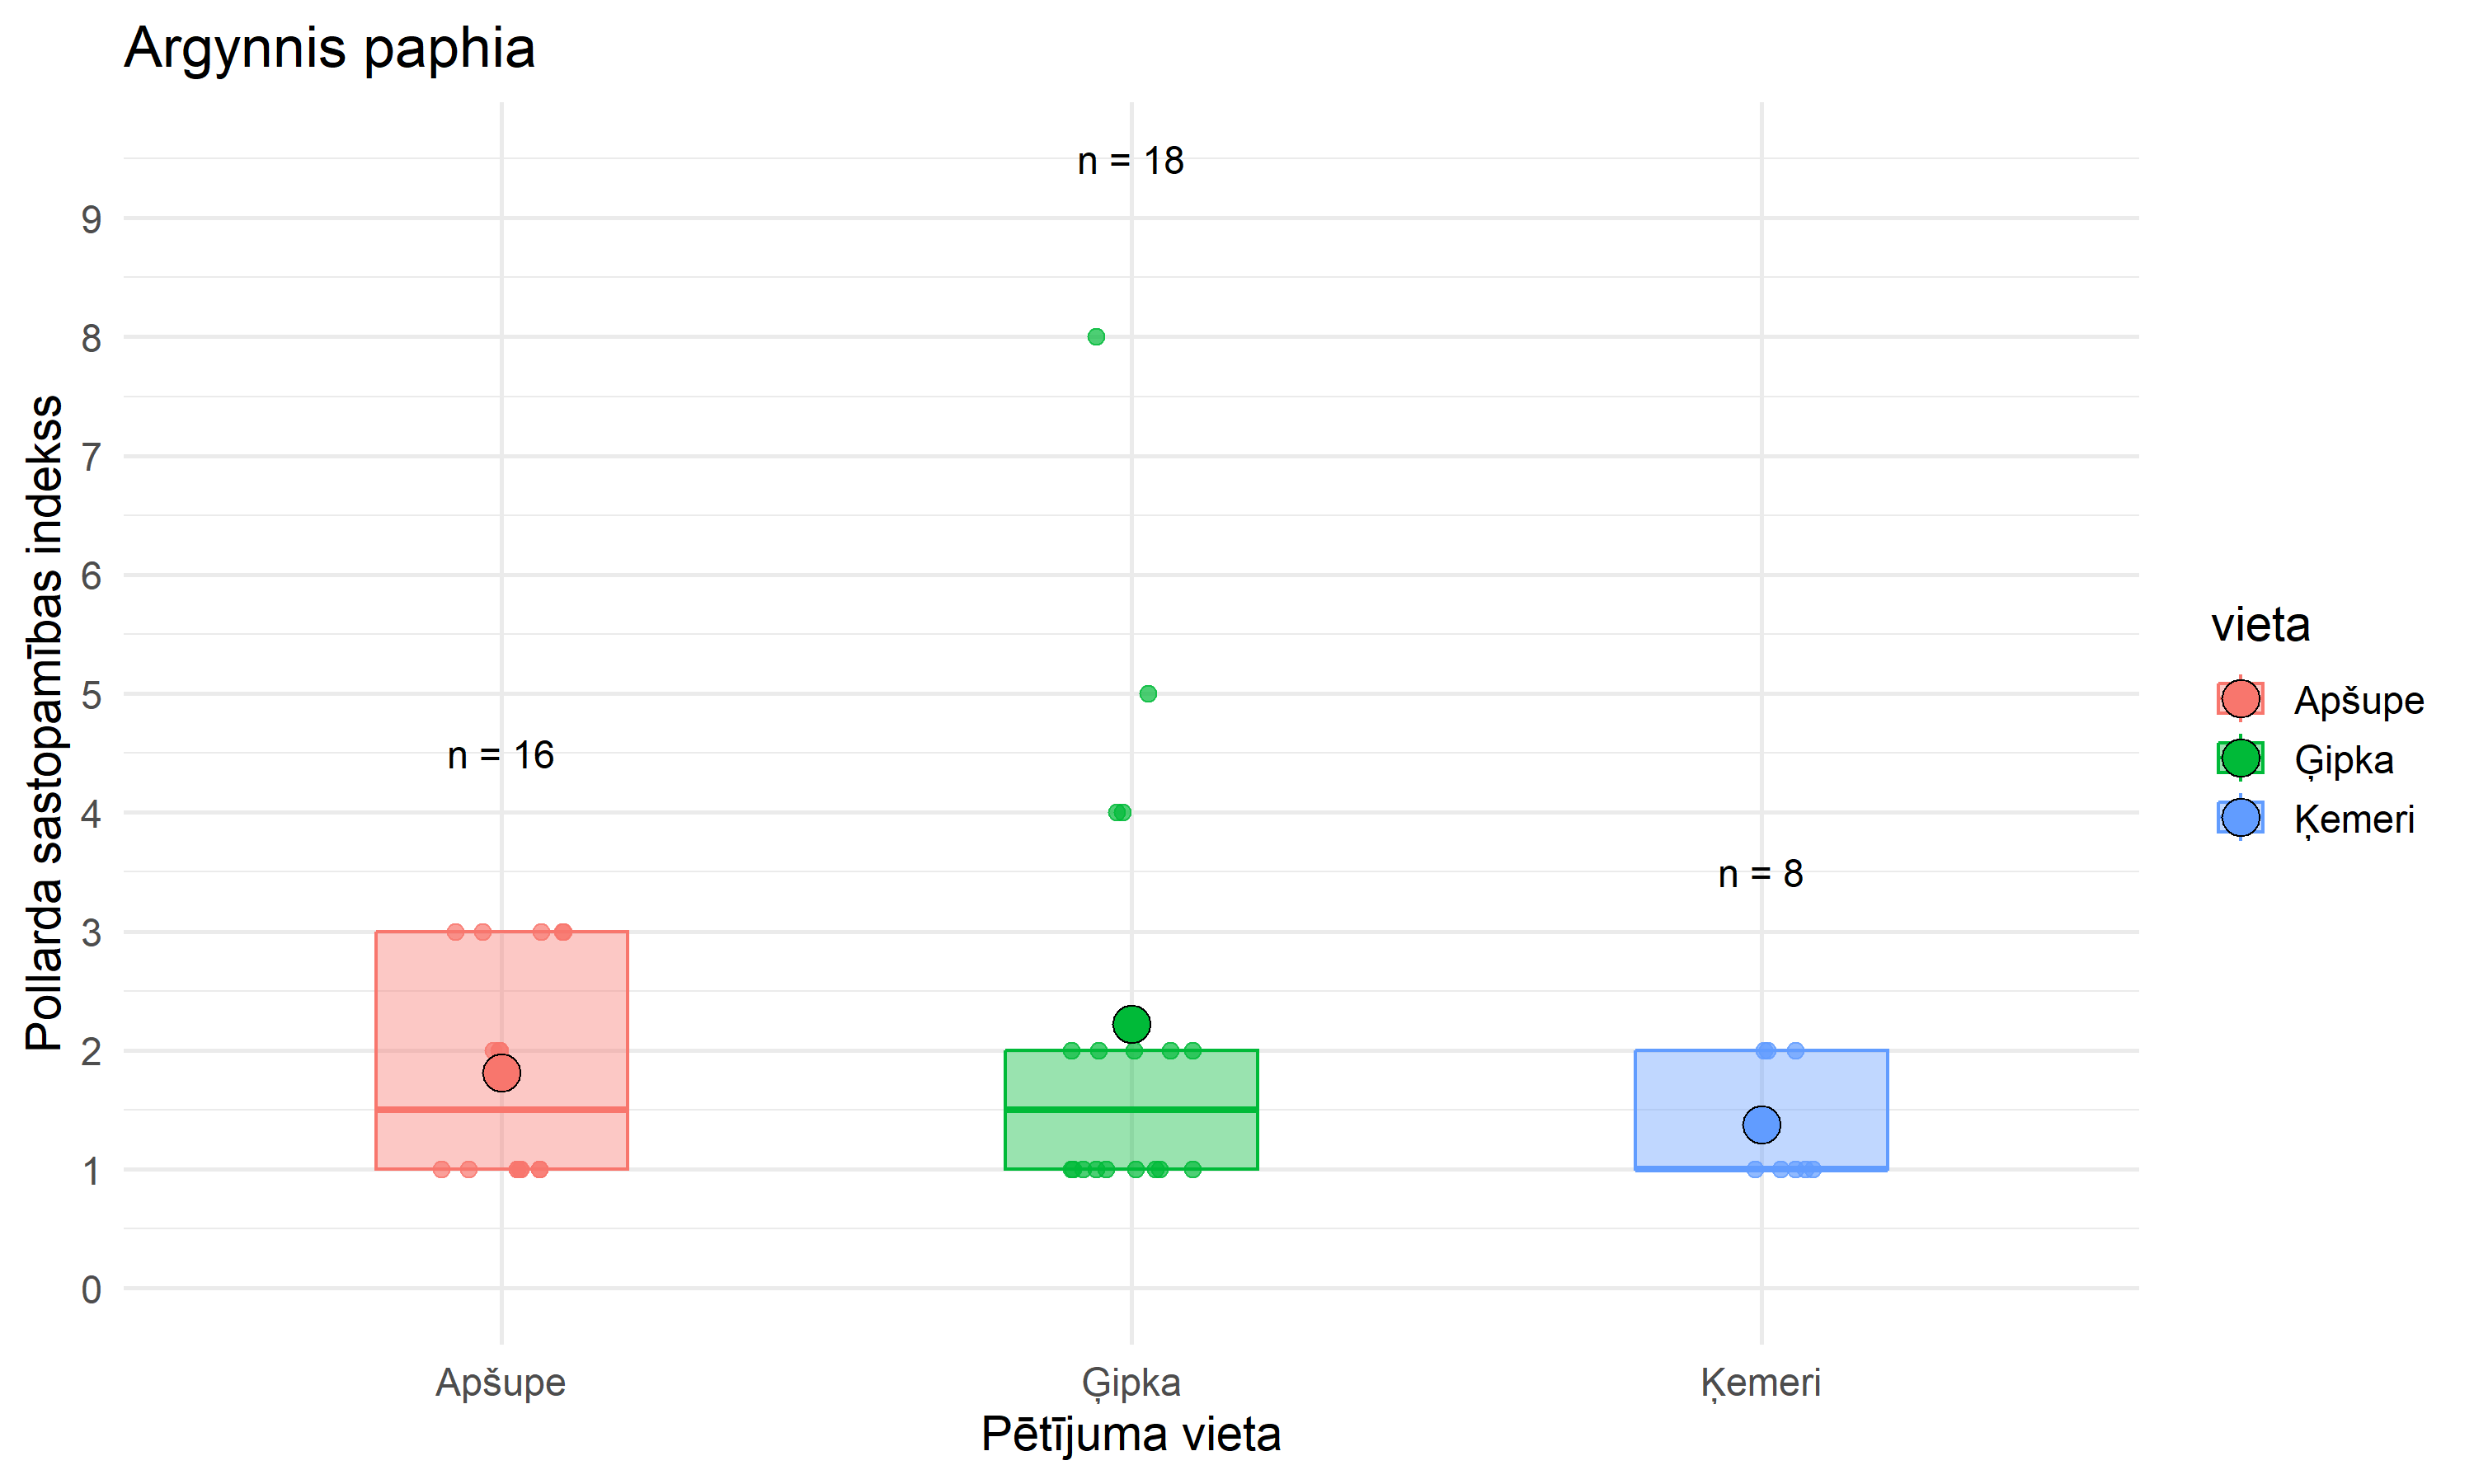 Argynnis paphia
n = 18
n = 16
n = 8
Pollarda sastopamības indekss
9
8
7
6
5
4
3
2
1
0
Apšupe
Ģipka
Ķemeri
Pētījuma vieta
vieta
Apšupe
Ģipka
Ķemeri